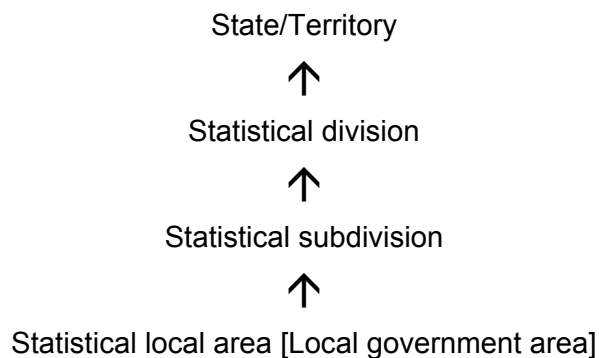 State/Territory
↑
Statistical division
↑
Statistical subdivision
↑
Statistical local area [Local government area]